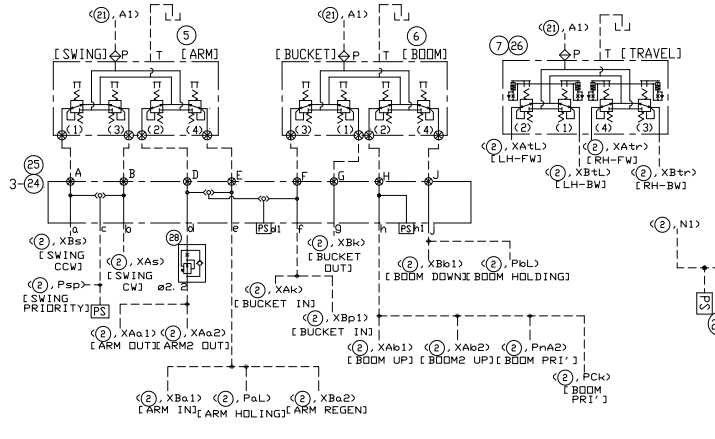 (21, A1)
(21, A1)
(21, A1)
5
6
7 26
[SWING] P T [ARM]
[BUCKET] P T [BOOM]
P T [TRAVEL]
(1) (3) (2) (4)
(3) (1) (2) (4)
(2) (1) (4) (3)
(2, XAtL)
[LH-FW]
(2, XAtr)
[RH-FW]
(2, XBtL)
[LH-BW]
(2, XBtr)
[RH-BW]
25
3-24
A B D E F G H J
a c b d e PS d1 f g h PS h1 j
(2, N1)
PS
(2, XBs)
[SWING CCW]
(2, XAs)
[SWING CW]
28
ø2.2
(2, Psp)
[SWING PRIORITY]
PS
(2, XBk)
[BUCKET OUT]
(2, XAk)
[BUCKET IN]
(2, XBp1)
[BUCKET IN]
(2, XBb1)
[BOOM DOWN]
(2, PbL)
[BOOM HOLDING]
(2, XAa1)
[ARM OUT]
(2, XAa2)
[ARM2 OUT]
(2, XAb1)
[BOOM UP]
(2, XAb2)
[BOOM2 UP]
(2, PnA2)
[BOOM PRI']
(2, PCk)
[BOOM PRI']
(2, XBa1)
[ARM IN]
(2, PaL)
[ARM HOLING]
(2, XBa2)
[ARM REGEN]